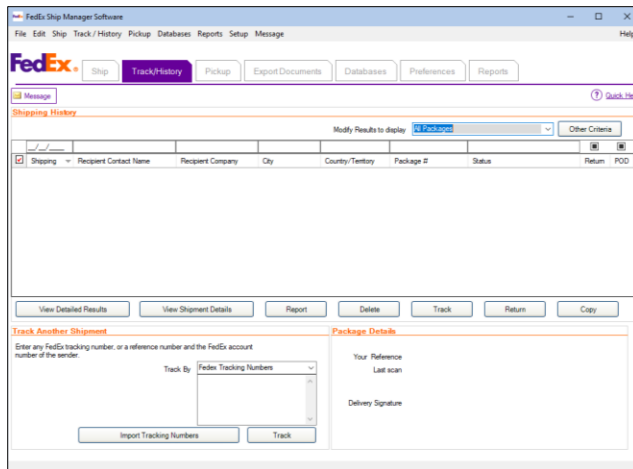 FedEx FedEx Ship Manager Software
File Edit Ship Track / History Pickup Databases Reports Setup Message Help
FedEx®
Ship Track/History Pickup Export Documents Databases Preferences Reports
Message Quick He
Shipping History
Modify Results to display All Packages Other Criteria
__/__/____
Shipping Recipient Contact Name Recipient Company City Country/Territory Package # Status Return POD
View Detailed Results View Shipment Details Report Delete Track Return Copy
Track Another Shipment Package Details
Enter any FedEx tracking number, or a reference number and the FedEx account
number of the sender.
Your Reference
Track By Fedex Tracking Numbers Last scan
Delivery Signature
Import Tracking Numbers Track